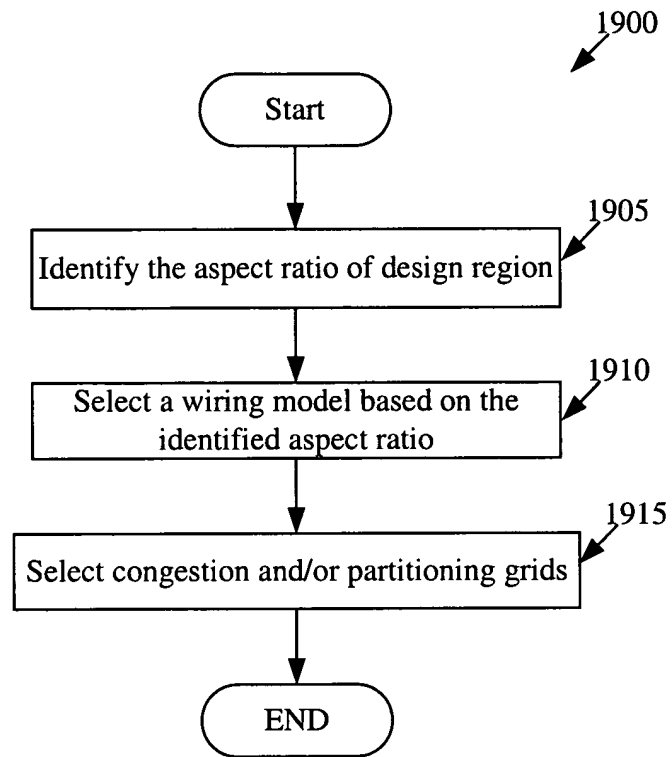 1900
Start
1905
Identify the aspect ratio of design region
1910
Select a wiring model based on the
identified aspect ratio
1915
Select congestion and/or partitioning grids
END